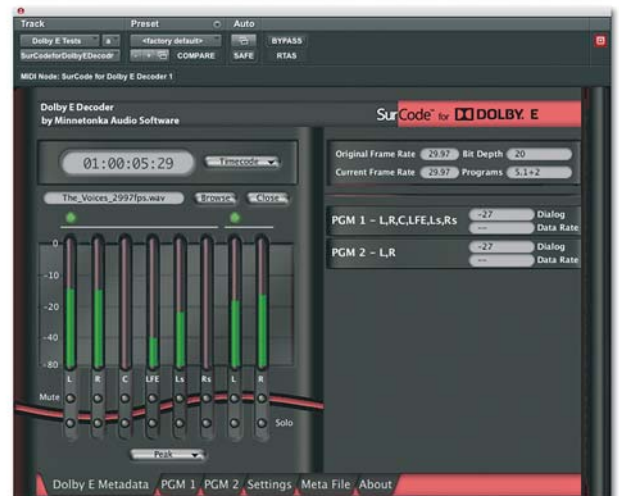 Track Preset Auto
Dolby E Tests a <factory default> BYPASS
SurCodeforDolbyEDecodr - + COMPARE SAFE RTAS
MIDI Node: SurCode for Dolby E Decoder 1
Dolby E Decoder
by Minnetonka Audio Software
SurCode™ for DOLBY. E
01:00:05:29 Timecode
Original Frame Rate 29.97 Bit Depth 20
Current Frame Rate 29.97 Programs 5.1+2
The_Voices_2997fps.wav Browse Close
PGM 1 - L,R,C,LFE,Ls,Rs -27 Dialog
-- Data Rate
PGM 2 - L,R -27 Dialog
-- Data Rate
0
-10
-20
-40
-80
L R C LFE Ls Rs L R
Mute
Solo
Peak
Dolby E Metadata PGM 1 PGM 2 Settings Meta File About